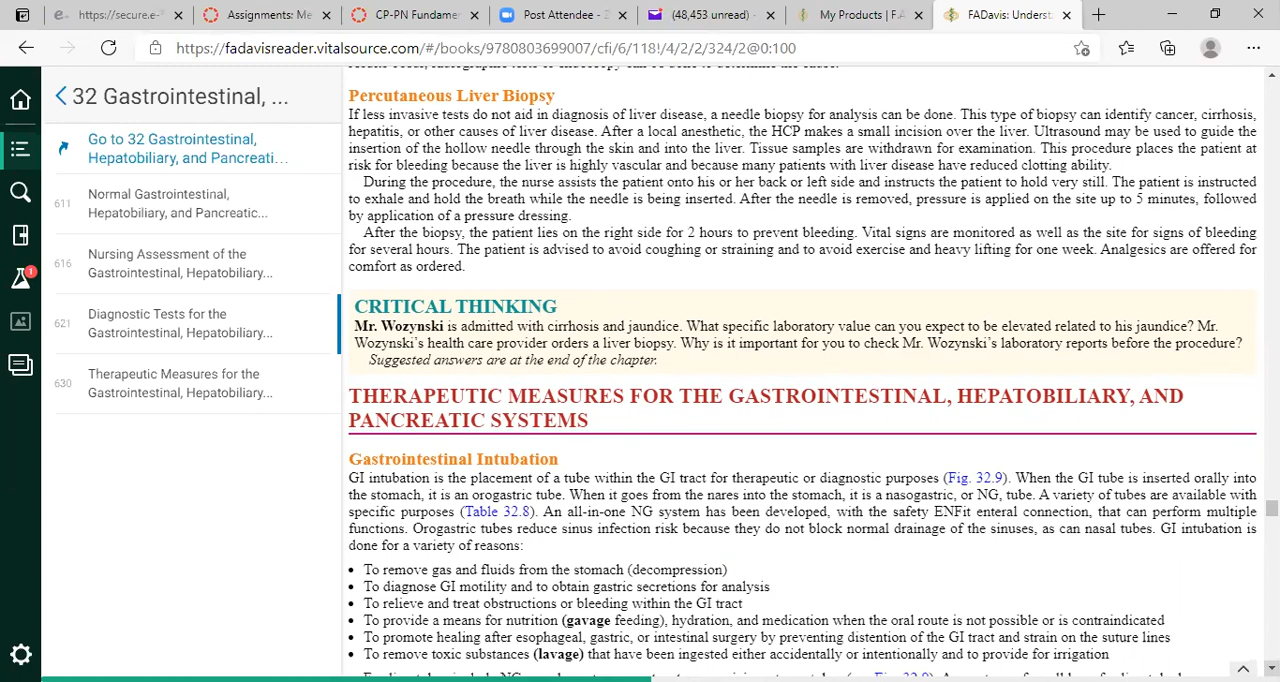 https://secure.e-
Assignments: Me
CP-PN Fundame
Post Attendee - Z
(48,453 unread) -
My Products | F.A
FADavis: Underst
https://fadavisreader.vitalsource.com/#/books/9780803699007/cfi/6/118!/4/2/2/324/2@0:100
32 Gastrointestinal, ...
Go to 32 Gastrointestinal,
Hepatobiliary, and Pancreati...
611
Normal Gastrointestinal,
Hepatobiliary, and Pancreatic...
616
Nursing Assessment of the
Gastrointestinal, Hepatobiliary...
621
Diagnostic Tests for the
Gastrointestinal, Hepatobiliary...
630
Therapeutic Measures for the
Gastrointestinal, Hepatobiliary...
1
Percutaneous Liver Biopsy
If less invasive tests do not aid in diagnosis of liver disease, a needle biopsy for analysis can be done. This type of biopsy can identify cancer, cirrhosis,
hepatitis, or other causes of liver disease. After a local anesthetic, the HCP makes a small incision over the liver. Ultrasound may be used to guide the
insertion of the hollow needle through the skin and into the liver. Tissue samples are withdrawn for examination. This procedure places the patient at
risk for bleeding because the liver is highly vascular and because many patients with liver disease have reduced clotting ability.
During the procedure, the nurse assists the patient onto his or her back or left side and instructs the patient to hold very still. The patient is instructed
to exhale and hold the breath while the needle is being inserted. After the needle is removed, pressure is applied on the site up to 5 minutes, followed
by application of a pressure dressing.
After the biopsy, the patient lies on the right side for 2 hours to prevent bleeding. Vital signs are monitored as well as the site for signs of bleeding
for several hours. The patient is advised to avoid coughing or straining and to avoid exercise and heavy lifting for one week. Analgesics are offered for
comfort as ordered.
CRITICAL THINKING
Mr. Wozynski is admitted with cirrhosis and jaundice. What specific laboratory value can you expect to be elevated related to his jaundice? Mr.
Wozynski's health care provider orders a liver biopsy. Why is it important for you to check Mr. Wozynski's laboratory reports before the procedure?
Suggested answers are at the end of the chapter.
THERAPEUTIC MEASURES FOR THE GASTROINTESTINAL, HEPATOBILIARY, AND
PANCREATIC SYSTEMS
Gastrointestinal Intubation
GI intubation is the placement of a tube within the GI tract for therapeutic or diagnostic purposes (Fig. 32.9). When the GI tube is inserted orally into
the stomach, it is an orogastric tube. When it goes from the nares into the stomach, it is a nasogastric, or NG, tube. A variety of tubes are available with
specific purposes (Table 32.8). An all-in-one NG system has been developed, with the safety ENFit enteral connection, that can perform multiple
functions. Orogastric tubes reduce sinus infection risk because they do not block normal drainage of the sinuses, as can nasal tubes. GI intubation is
done for a variety of reasons:
• To remove gas and fluids from the stomach (decompression)
• To diagnose GI motility and to obtain gastric secretions for analysis
• To relieve and treat obstructions or bleeding within the GI tract
• To provide a means for nutrition (gavage feeding), hydration, and medication when the oral route is not possible or is contraindicated
• To promote healing after esophageal, gastric, or intestinal surgery by preventing distention of the GI tract and strain on the suture lines
• To remove toxic substances (lavage) that have been ingested either accidentally or intentionally and to provide for irrigation